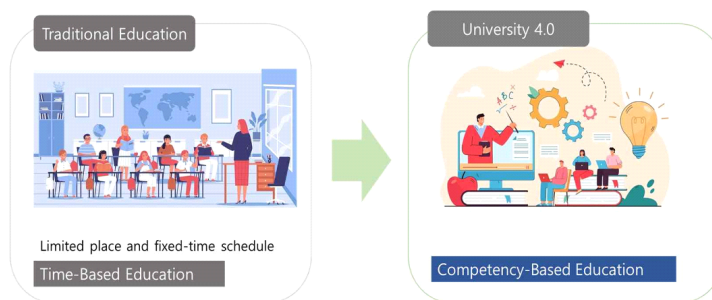 Traditional Education
Limited place and fixed-time schedule
Time-Based Education
University 4.0
A B C
Competency-Based Education